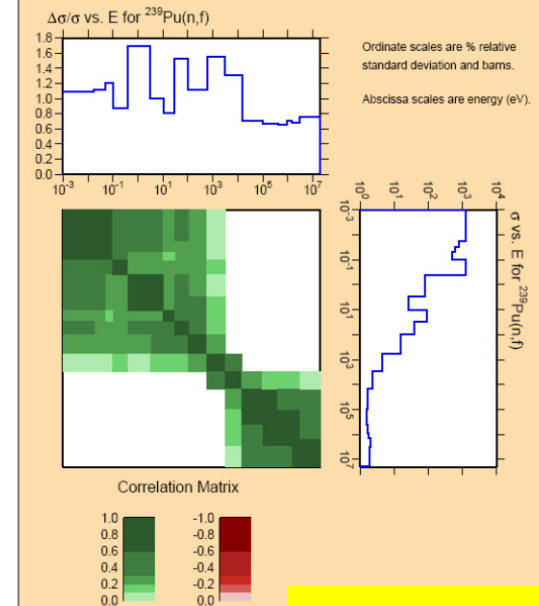 Δσ/σ vs. E for ²³⁹Pu(n,f)
Ordinate scales are % relative
standard deviation and barns.
Abscissa scales are energy (eV).
1.8
1.6
1.4
1.2
1.0
0.8
0.6
0.4
0.2
0.0
10⁻³ 10⁻¹ 10¹ 10³ 10⁵ 10⁷
10⁰ 10¹ 10² 10³ 10⁴
10⁻³
10⁻¹
10¹
10³
10⁵
10⁷
σ vs. E for ²³⁹Pu(n,f)
Correlation Matrix
1.0 -1.0
0.8 -0.8
0.6 -0.6
0.4 -0.4
0.2 -0.2
0.0 0.0